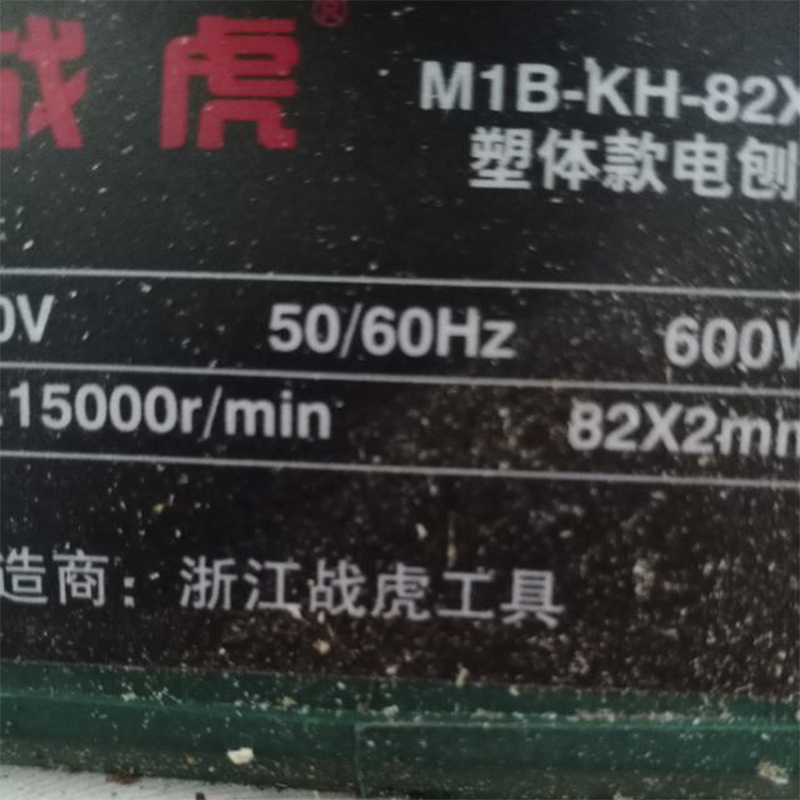 战虎®
M1B-KH-82X
塑体款电刨
0V 50/60Hz 600W
.15000r/min 82X2mm
造商：浙江战虎工具